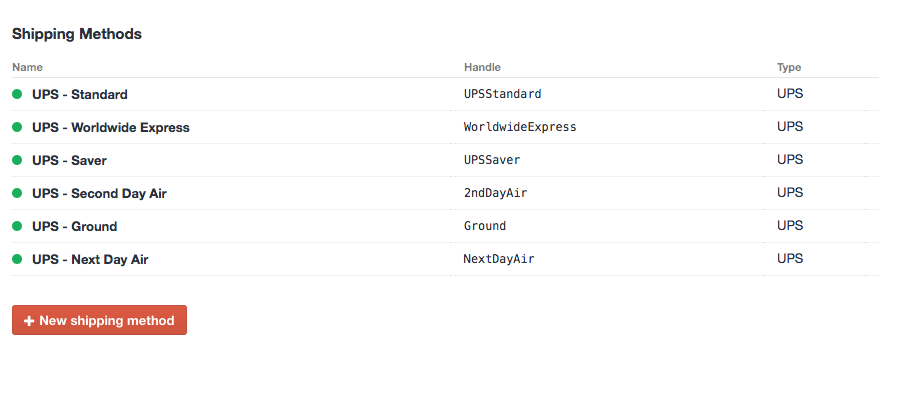 Shipping Methods
Name Handle Type
UPS - Standard UPSStandard UPS
UPS - Worldwide Express WorldwideExpress UPS
UPS - Saver UPSSaver UPS
UPS - Second Day Air 2ndDayAir UPS
UPS - Ground Ground UPS
UPS - Next Day Air NextDayAir UPS
+ New shipping method